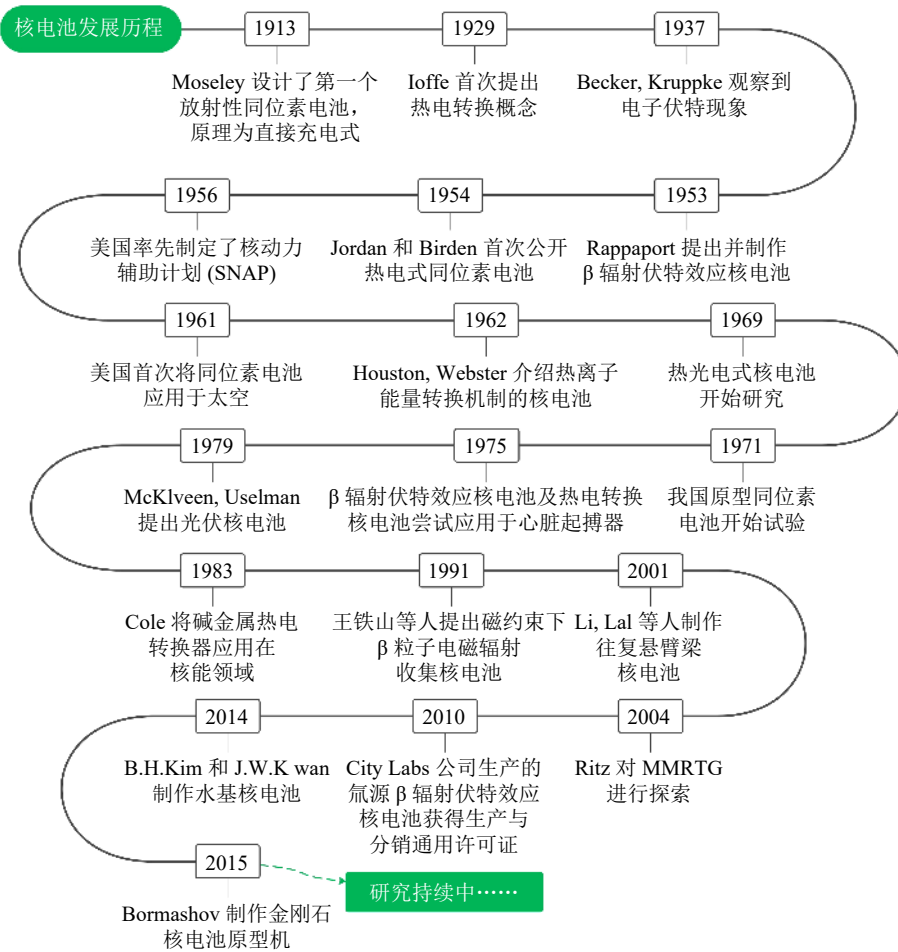 核电池发展历程
1913
Moseley 设计了第一个
放射性同位素电池，
原理为直接充电式
1929
Ioffe 首次提出
热电转换概念
1937
Becker, Kruppke 观察到
电子伏特现象
1953
Rappaport 提出并制作
β 辐射伏特效应核电池
1954
Jordan 和 Birden 首次公开
热电式同位素电池
1956
美国率先制定了核动力
辅助计划 (SNAP)
1961
美国首次将同位素电池
应用于太空
1962
Houston, Webster 介绍热离子
能量转换机制的核电池
1969
热光电式核电池
开始研究
1971
我国原型同位素
电池开始试验
1975
β 辐射伏特效应核电池及热电转换
核电池尝试应用于心脏起搏器
1979
McKlveen, Uselman
提出光伏核电池
1983
Cole 将碱金属热电
转换器应用在
核能领域
1991
王铁山等人提出磁约束下
β 粒子电磁辐射
收集核电池
2001
Li, Lal 等人制作
往复悬臂梁
核电池
2004
Ritz 对 MMRTG
进行探索
2010
City Labs 公司生产的
氚源 β 辐射伏特效应
核电池获得生产与
分销通用许可证
2014
B.H.Kim 和 J.W.K wan
制作水基核电池
2015
Bormashov 制作金刚石
核电池原型机
研究持续中……